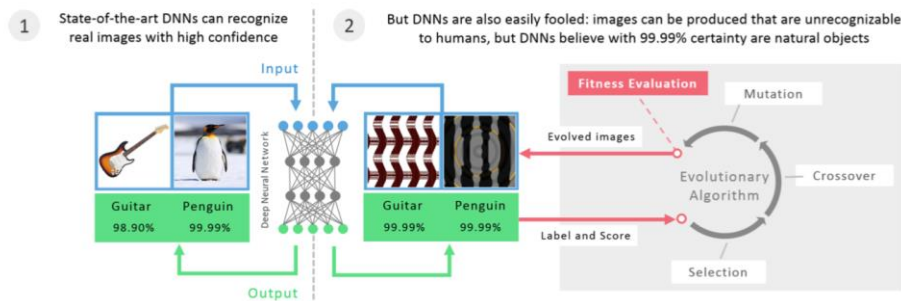 1
State-of-the-art DNNs can recognize
real images with high confidence
2
But DNNs are also easily fooled: images can be produced that are unrecognizable
to humans, but DNNs believe with 99.99% certainty are natural objects
Input
Fitness Evaluation
Mutation
Evolved images
Deep Neural Network
Evolutionary
Algorithm
Crossover
Guitar Penguin
98.90% 99.99%
Guitar Penguin
99.99% 99.99%
Label and Score
Selection
Output